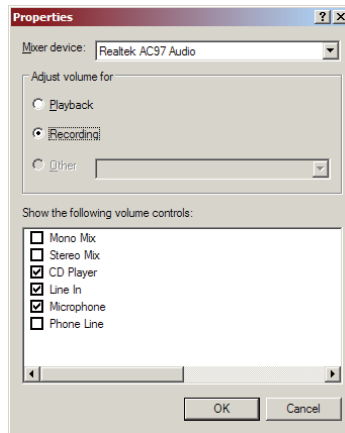 Properties
Mixer device: Realtek AC97 Audio
Adjust volume for
Playback
Recording
Other
Show the following volume controls:
Mono Mix
Stereo Mix
CD Player
Line In
Microphone
Phone Line
OK Cancel